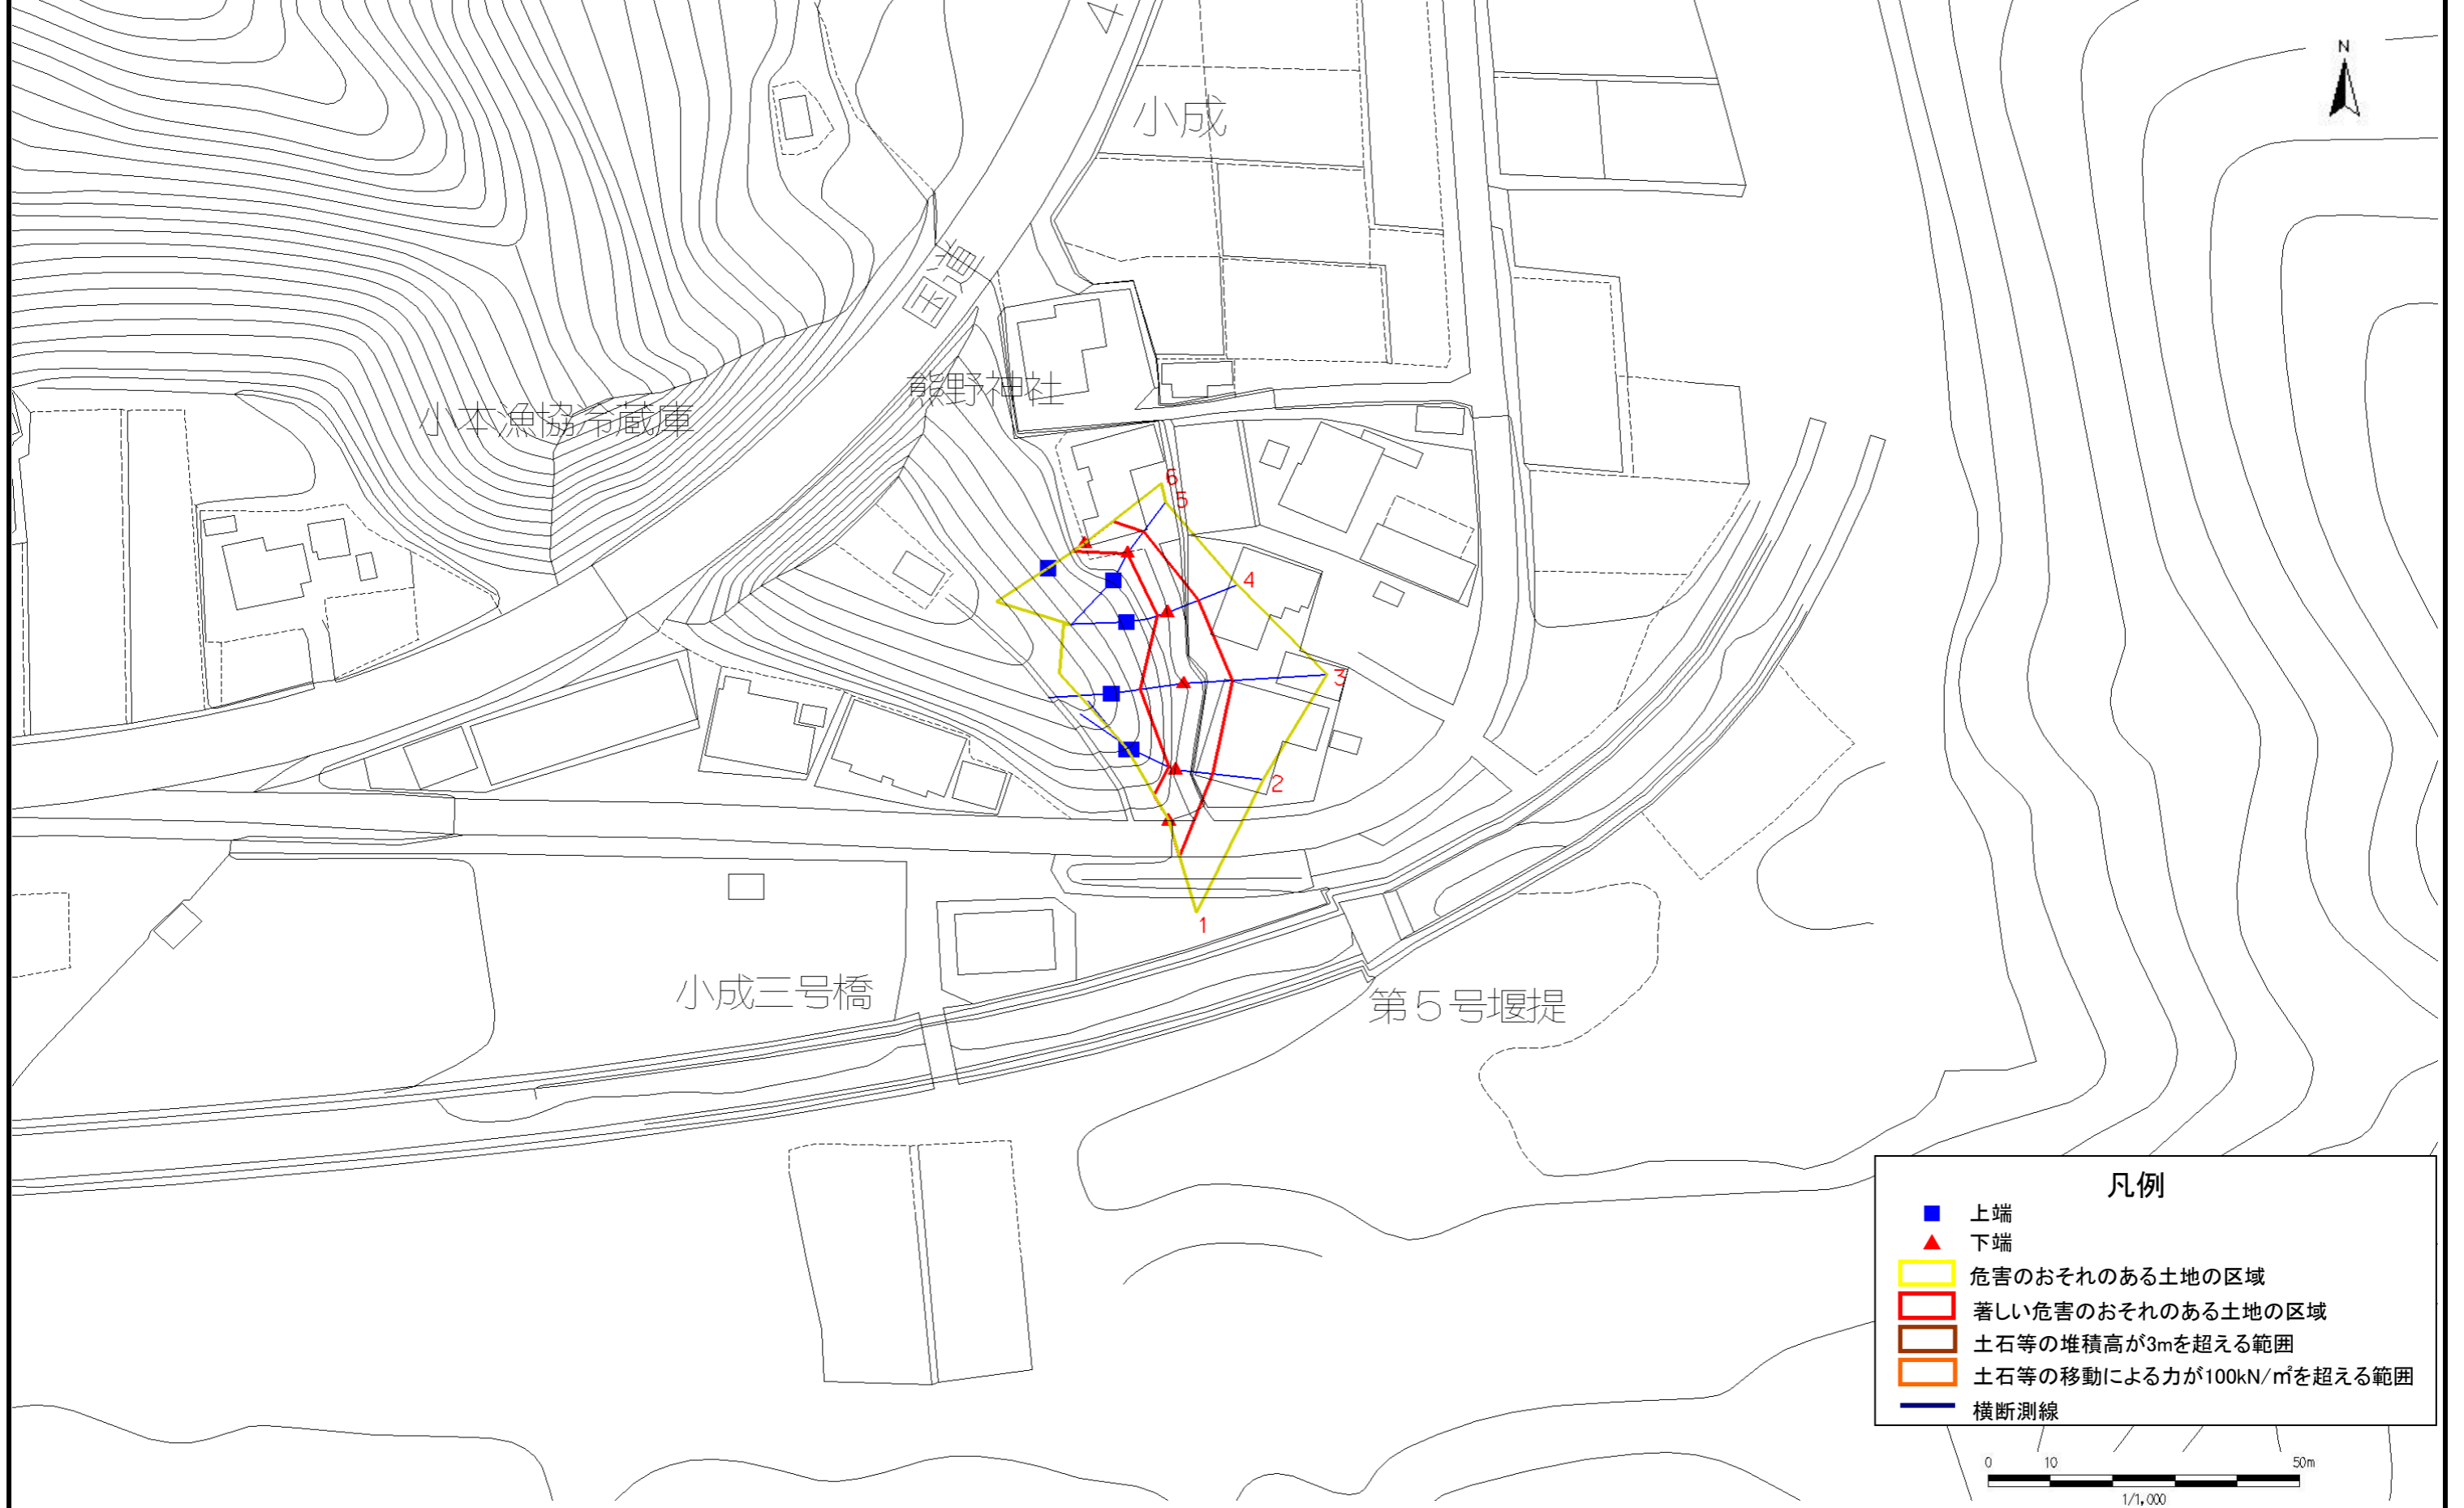 N
小成
国道
4
熊野神社
小本漁協冷蔵庫
6
5
4
3
2
1
小成三号橋
第5号堰提
凡例
上端
下端
危害のおそれのある土地の区域
著しい危害のおそれのある土地の区域
土石等の堆積高が3mを超える範囲
土石等の移動による力が100kN/㎡を超える範囲
横断測線
0 10 50m
1/1,000